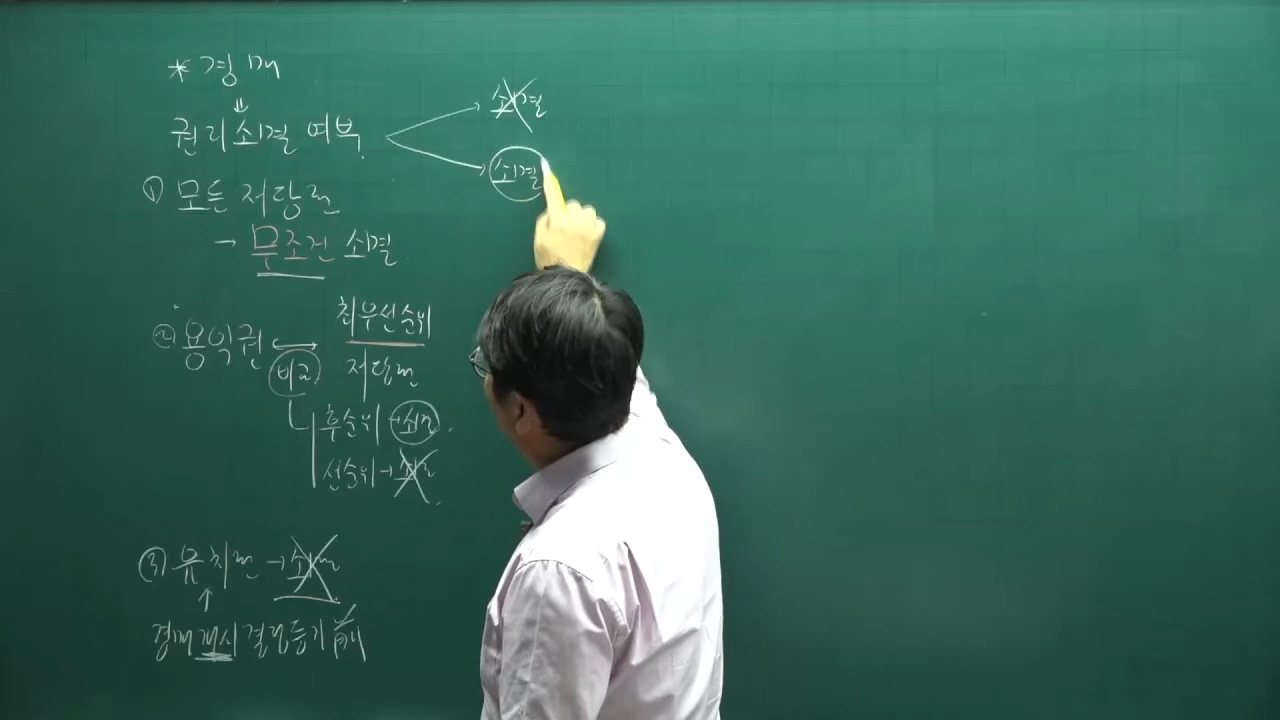 * 경매
⇓
권리소멸 여부
소멸
소멸
① 모든 저당권
→ 무조건 소멸.
② 용익권 ↔ 최우선순위
비교 저당권
후순위 → 소멸.
선순위 → 소멸.
③ 유치권 → 소멸
↑
경매개시결정등기 前